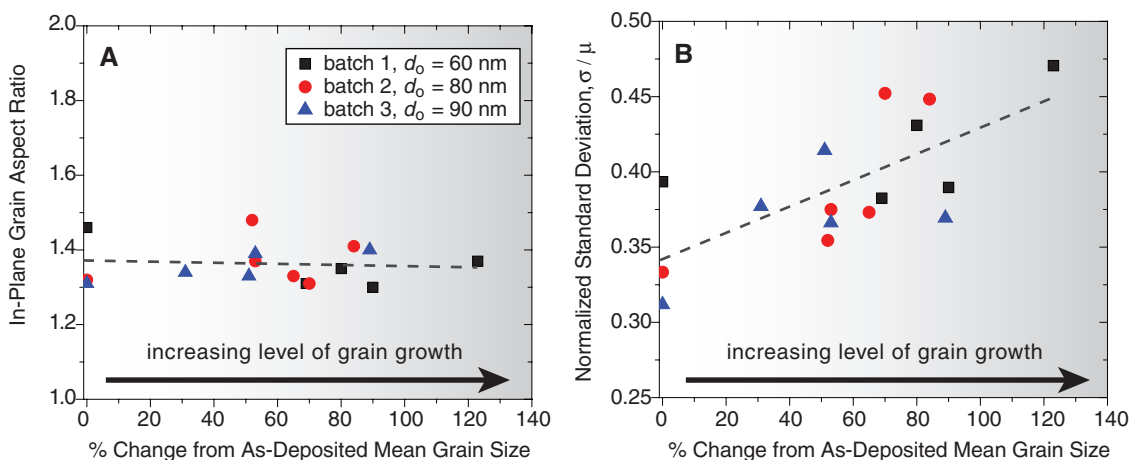 A
batch 1, dₒ = 60 nm
batch 2, dₒ = 80 nm
batch 3, dₒ = 90 nm
In-Plane Grain Aspect Ratio
2.0
1.8
1.6
1.4
1.2
1.0
increasing level of grain growth
0 20 40 60 80 100 120 140
% Change from As-Deposited Mean Grain Size
B
Normalized Standard Deviation, σ / μ
0.50
0.45
0.40
0.35
0.30
0.25
increasing level of grain growth
0 20 40 60 80 100 120 140
% Change from As-Deposited Mean Grain Size